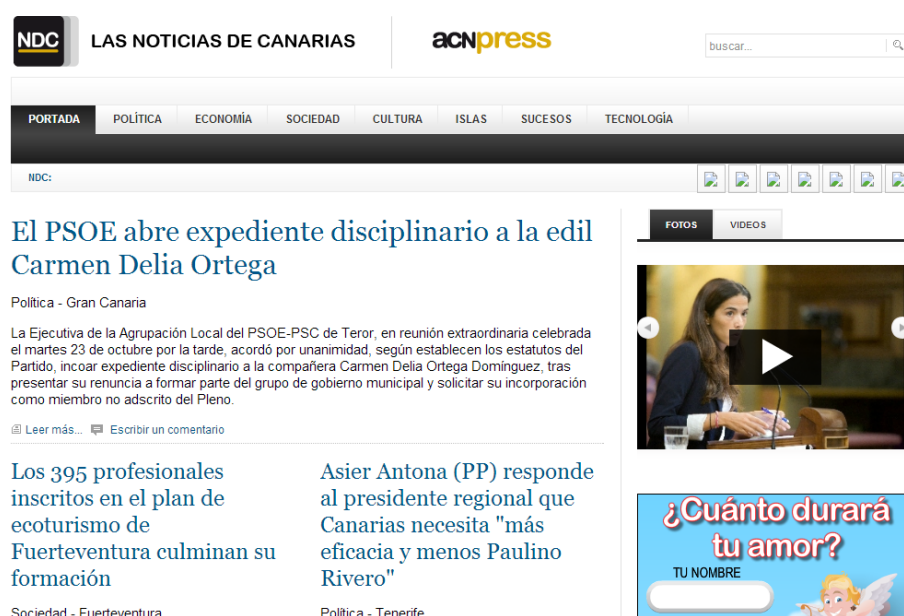 NDC LAS NOTICIAS DE CANARIAS
acnpress
buscar...
PORTADA POLÍTICA ECONOMÍA SOCIEDAD CULTURA ISLAS SUCESOS TECNOLOGÍA
NDC:
El PSOE abre expediente disciplinario a la edil
Carmen Delia Ortega
Política - Gran Canaria
La Ejecutiva de la Agrupación Local del PSOE-PSC de Teror, en reunión extraordinaria celebrada
el martes 23 de octubre por la tarde, acordó por unanimidad, según establecen los estatutos del
Partido, incoar expediente disciplinario a la compañera Carmen Delia Ortega Domínguez, tras
presentar su renuncia a formar parte del grupo de gobierno municipal y solicitar su incorporación
como miembro no adscrito del Pleno.
Leer más... Escribir un comentario
Los 395 profesionales
inscritos en el plan de
ecoturismo de
Fuerteventura culminan su
formación
Sociedad - Fuerteventura
Asier Antona (PP) responde
al presidente regional que
Canarias necesita "más
eficacia y menos Paulino
Rivero"
Política - Tenerife
FOTOS VIDEOS
¿Cuánto durará
tu amor?
TU NOMBRE